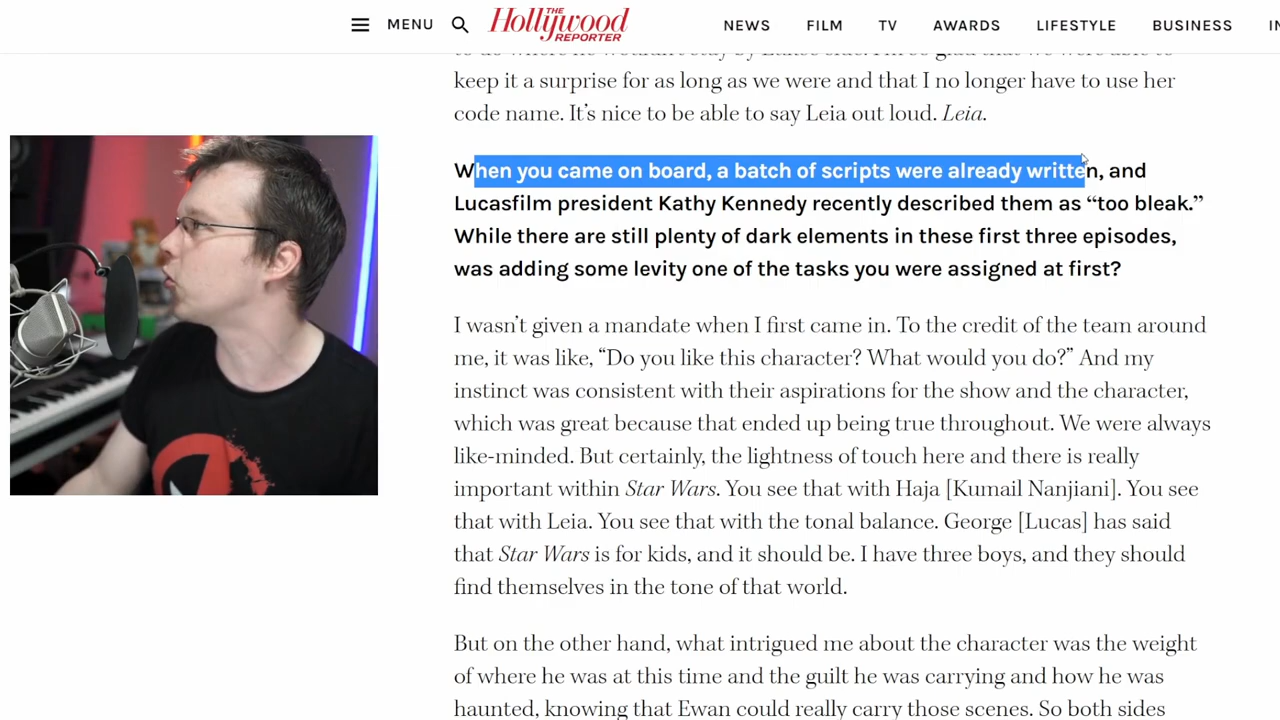 MENU
THE
Hollywood
REPORTER
NEWS FILM TV AWARDS LIFESTYLE BUSINESS
keep it a surprise for as long as we were and that I no longer have to use her
code name. It’s nice to be able to say Leia out loud. Leia.
When you came on board, a batch of scripts were already written, and
Lucasfilm president Kathy Kennedy recently described them as “too bleak.”
While there are still plenty of dark elements in these first three episodes,
was adding some levity one of the tasks you were assigned at first?
I wasn’t given a mandate when I first came in. To the credit of the team around
me, it was like, “Do you like this character? What would you do?” And my
instinct was consistent with their aspirations for the show and the character,
which was great because that ended up being true throughout. We were always
like-minded. But certainly, the lightness of touch here and there is really
important within Star Wars. You see that with Haja [Kumail Nanjiani]. You see
that with Leia. You see that with the tonal balance. George [Lucas] has said
that Star Wars is for kids, and it should be. I have three boys, and they should
find themselves in the tone of that world.
But on the other hand, what intrigued me about the character was the weight
of where he was at this time and the guilt he was carrying and how he was
haunted, knowing that Ewan could really carry those scenes. So both sides